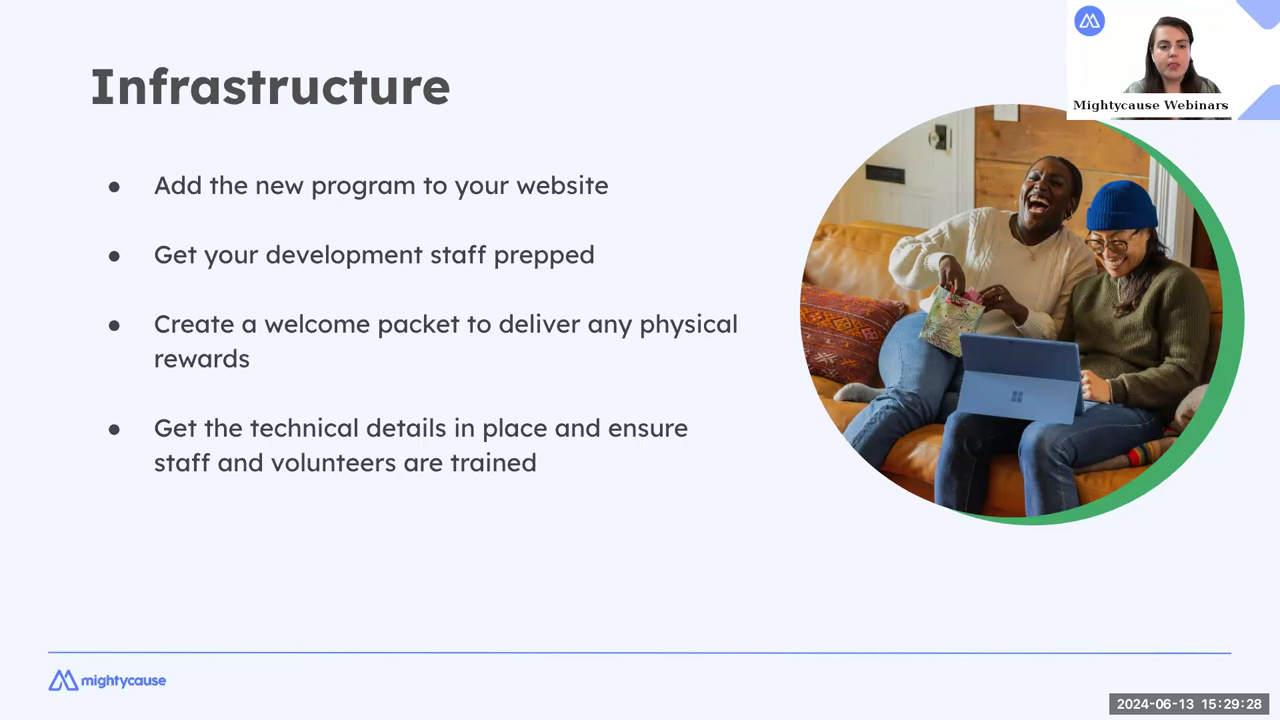 Infrastructure
Mightycause Webinars
● Add the new program to your website
● Get your development staff prepped
● Create a welcome packet to deliver any physical
rewards
● Get the technical details in place and ensure
staff and volunteers are trained
mightycause
2024-06-13 15:29:28